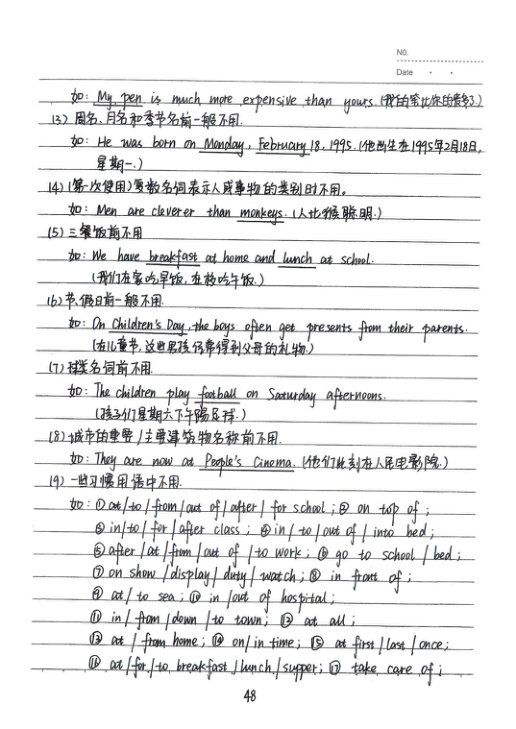 No.
Date
如: My pen is much more expensive than yours. (我的笔比你的贵多了.)
(3) 周名、月名和季节名前一般不用.
如: He was born on Monday, February 18, 1995. (他出生在1995年2月18日,
星期一.)
(4) (第一次使用)复数名词表示人或事物的类别时不用。
如: Men are cleverer than monkeys. (人比猴聪明.)
(5) 三餐饭前不用
如: We have breakfast at home and lunch at school.
(我们在家吃早饭, 在校吃午饭.)
(6) 节、假日前一般不用.
如: On Children's Day, the boys often get presents from their parents.
(在儿童节, 这些男孩经常得到父母的礼物.)
(7) 球类名词前不用.
如: The children play football on Saturday afternoons.
(孩子们星期六下午踢足球.)
(8) 城市的重要/主要建筑物名称前不用.
如: They are now at People's Cinema. (他们此刻在人民电影院.)
(9) 一些习惯用语中不用.
如: ① at/to/from/out of/after/for school; ② on top of;
③ in/to/for/after class; ④ in/to/out of/into bed;
⑤ after/at/from/out of/to work; ⑥ go to school/bed;
⑦ on show/display/duty/watch; ⑧ in front of;
⑨ at/to sea; ⑩ in/out of hospital;
⑪ in/from/down/to town; ⑫ at all;
⑬ at/from home; ⑭ on/in time; ⑮ at first/last/once;
⑯ at/for/to breakfast/lunch/supper; ⑰ take care of;
48